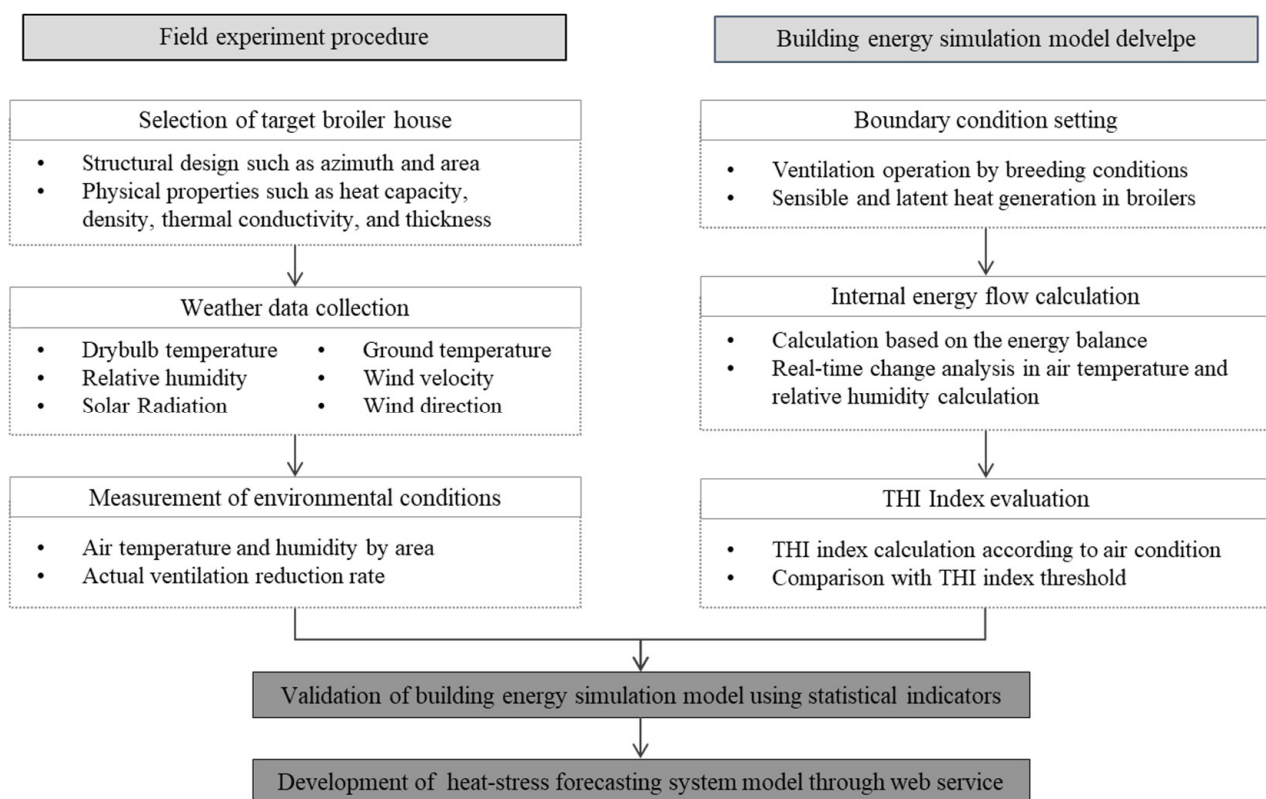 Field experiment procedure
Selection of target broiler house
• Structural design such as azimuth and area
• Physical properties such as heat capacity,
density, thermal conductivity, and thickness
Weather data collection
• Drybulb temperature
• Relative humidity
• Solar Radiation
• Ground temperature
• Wind velocity
• Wind direction
Measurement of environmental conditions
• Air temperature and humidity by area
• Actual ventilation reduction rate
Building energy simulation model delvelpe
Boundary condition setting
• Ventilation operation by breeding conditions
• Sensible and latent heat generation in broilers
Internal energy flow calculation
• Calculation based on the energy balance
• Real-time change analysis in air temperature and
relative humidity calculation
THI Index evaluation
• THI index calculation according to air condition
• Comparison with THI index threshold
Validation of building energy simulation model using statistical indicators
Development of heat-stress forecasting system model through web service